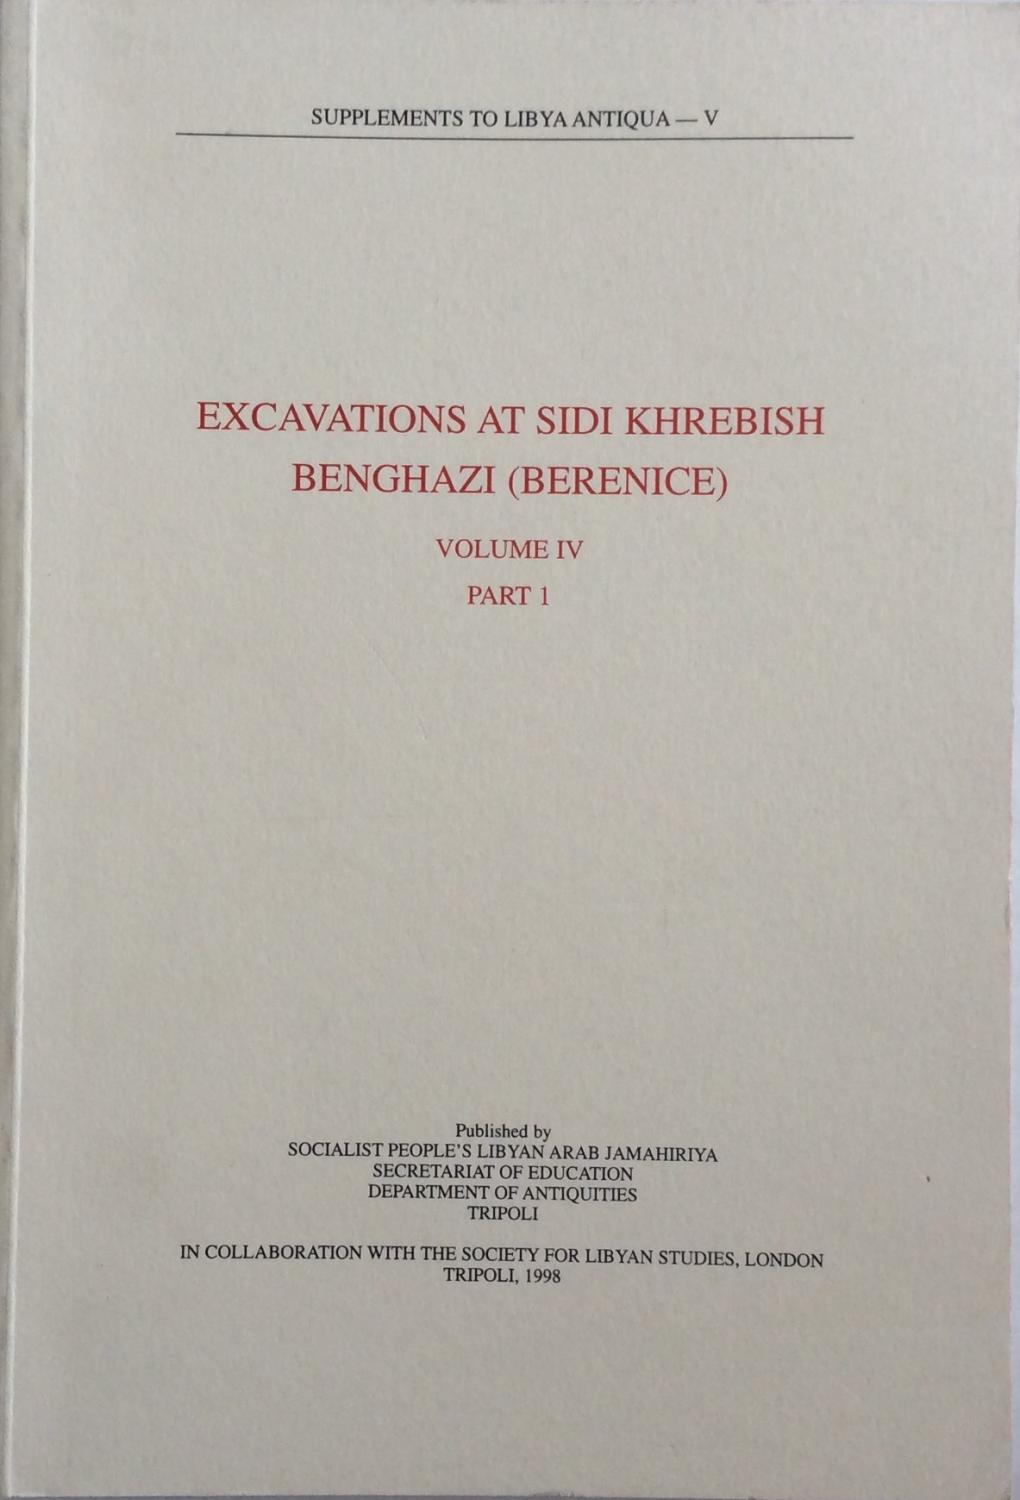 SUPPLEMENTS TO LIBYA ANTIQUA — V
EXCAVATIONS AT SIDI KHREBISH
BENGHAZI (BERENICE)
VOLUME IV
PART 1
Published by
SOCIALIST PEOPLE'S LIBYAN ARAB JAMAHIRIYA
SECRETARIAT OF EDUCATION
DEPARTMENT OF ANTIQUITIES
TRIPOLI
IN COLLABORATION WITH THE SOCIETY FOR LIBYAN STUDIES, LONDON
TRIPOLI, 1998